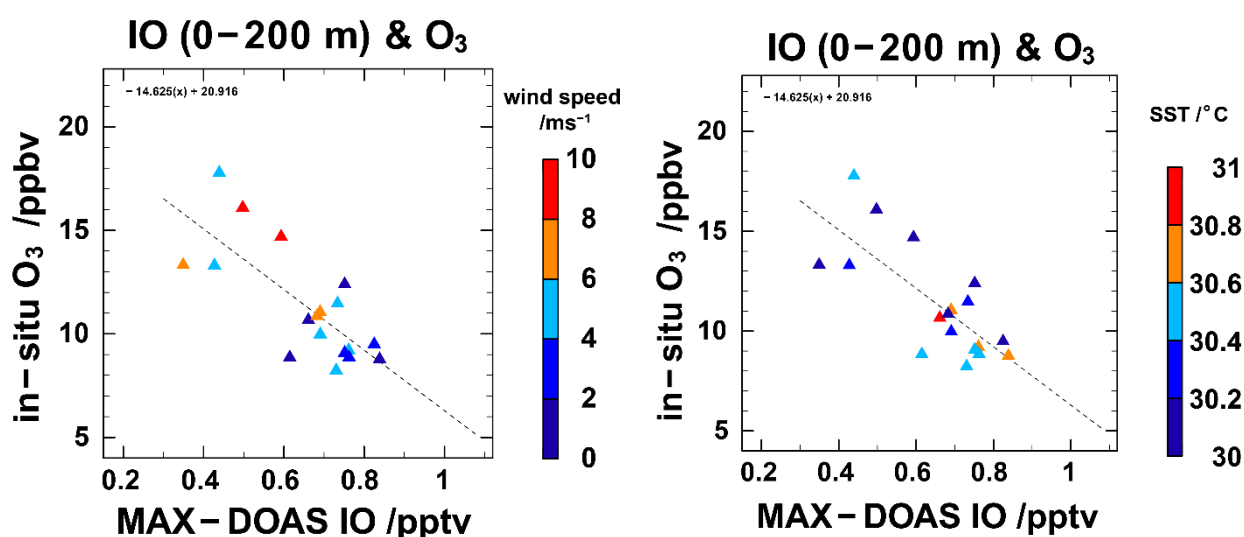 IO (0−200 m) & O₃
−14.625(x) + 20.916
wind speed
/ms⁻¹
in−situ O₃ /ppbv
20
15
10
5
0.2 0.4 0.6 0.8 1
MAX−DOAS IO /pptv
10
8
6
4
2
0
IO (0−200 m) & O₃
−14.625(x) + 20.916
SST /°C
in−situ O₃ /ppbv
20
15
10
5
0.2 0.4 0.6 0.8 1
MAX−DOAS IO /pptv
31
30.8
30.6
30.4
30.2
30